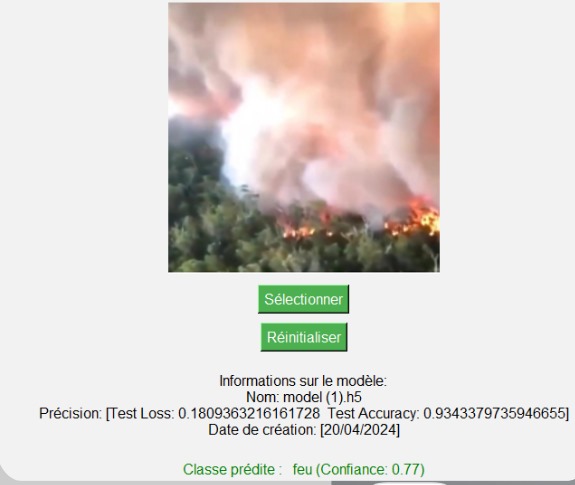 Sélectionner
Réinitialiser
Informations sur le modèle:
Nom: model (1).h5
Précision: [Test Loss: 0.1809363216161728 Test Accuracy: 0.9343379735946655]
Date de création: [20/04/2024]
Classe prédite : feu (Confiance: 0.77)